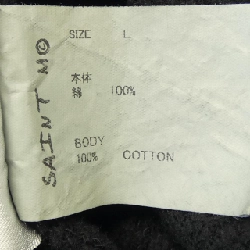 SAINT M©
SIZE L
本体
綿 100%
BODY
100% COTTON